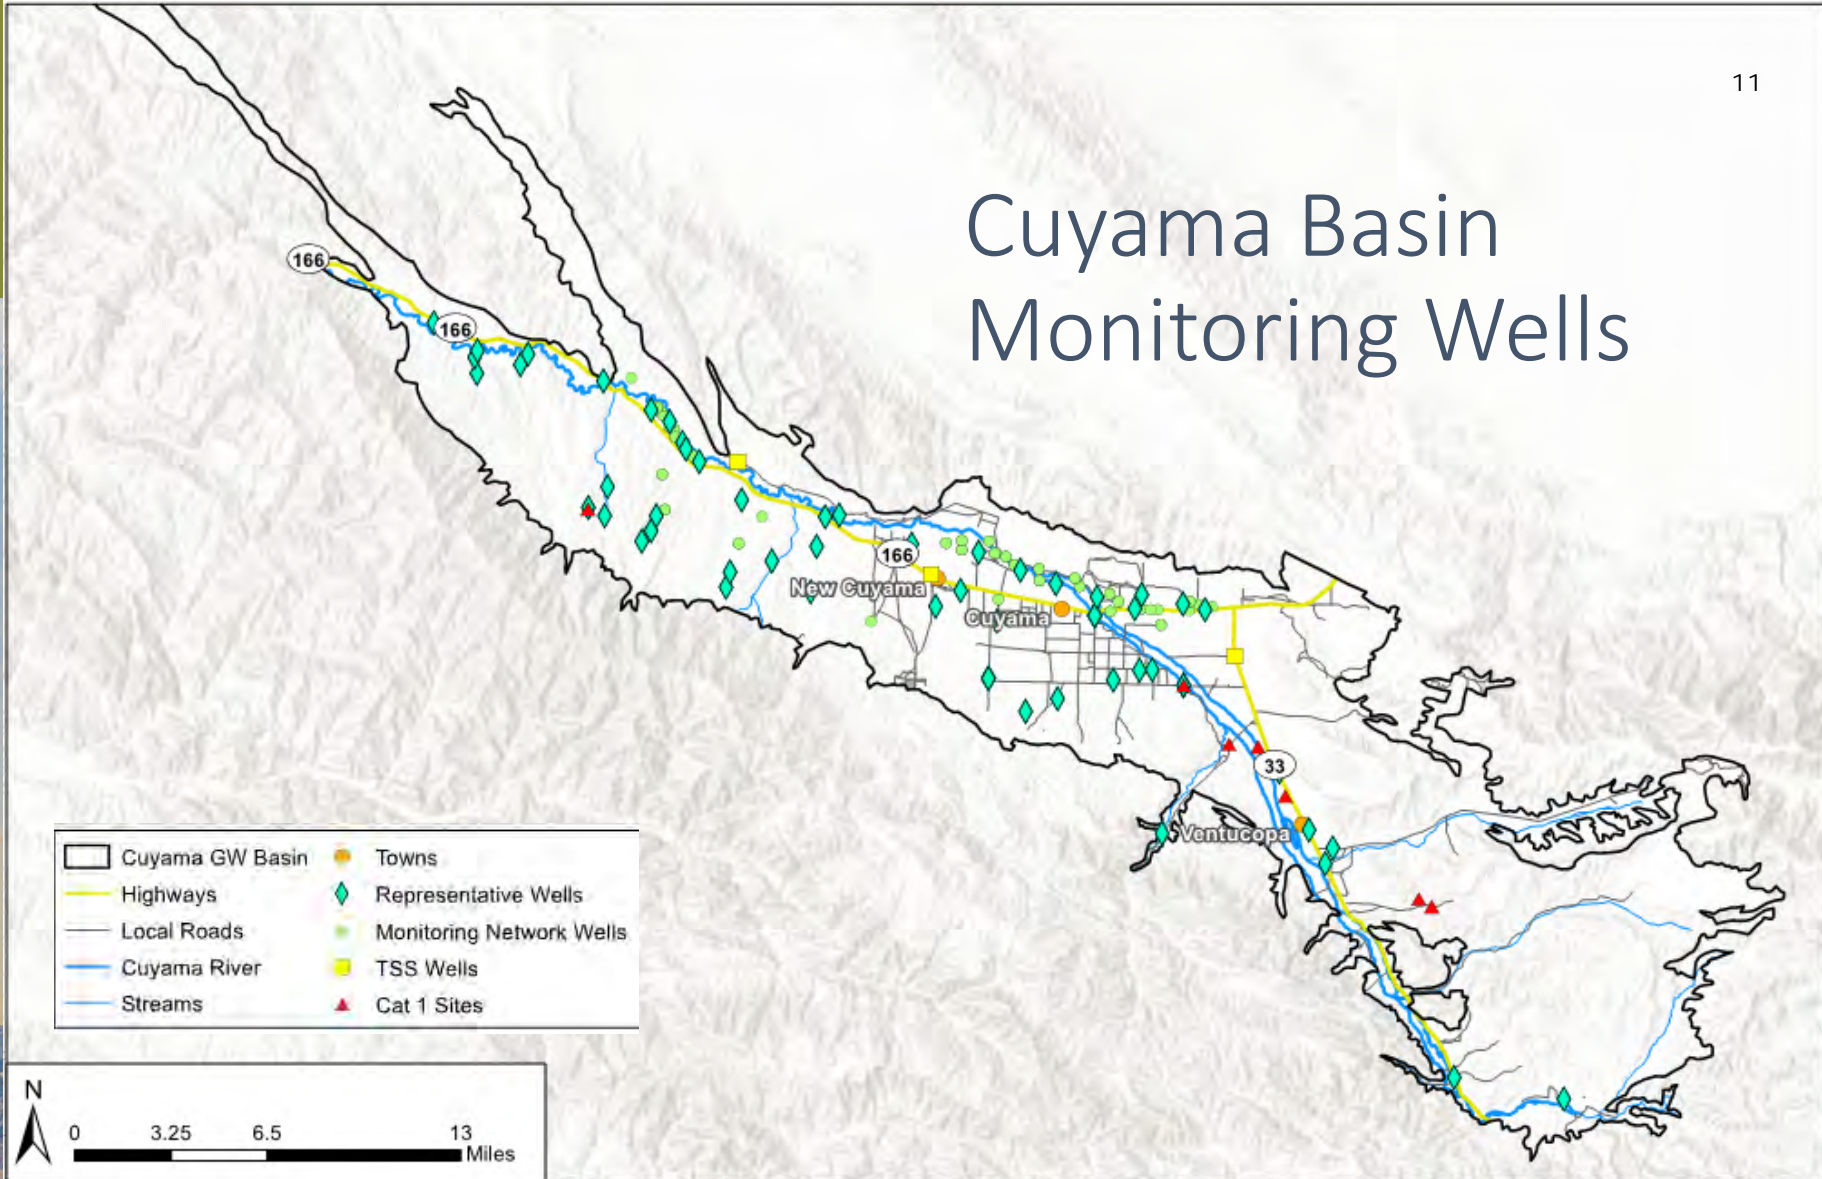 11
Cuyama Basin
Monitoring Wells
166
166
166
New Cuyama
Cuyama
33
Ventucopa
Cuyama GW Basin
Highways
Local Roads
Cuyama River
Streams
Towns
Representative Wells
Monitoring Network Wells
TSS Wells
Cat 1 Sites
N
0 3.25 6.5 13
Miles